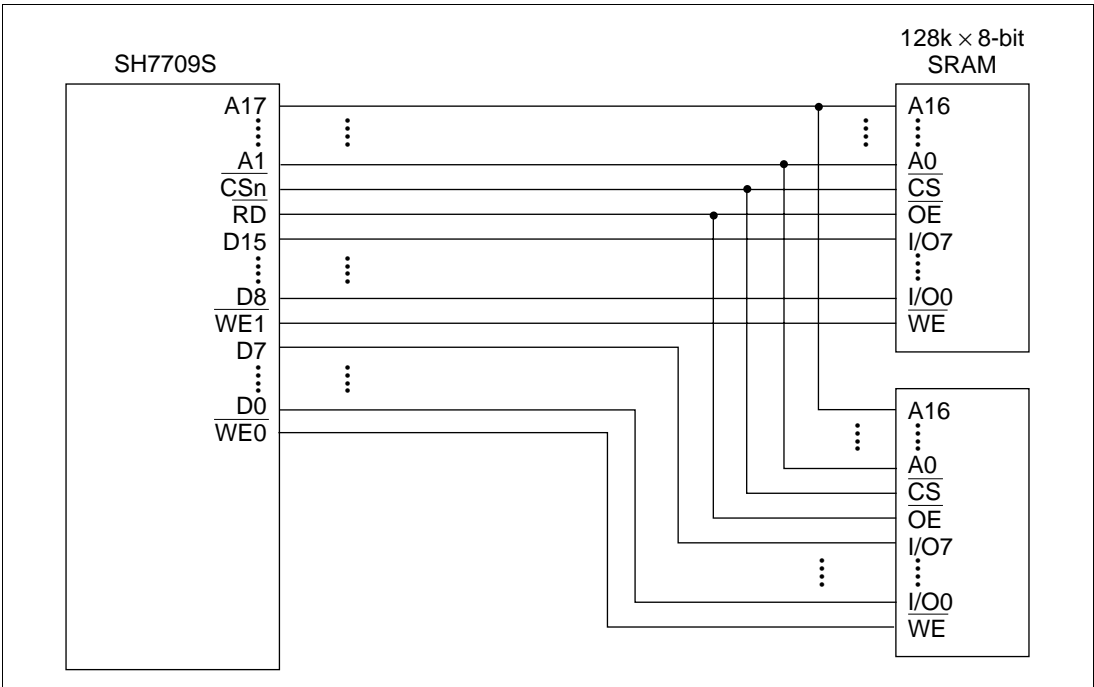 SH7709S
A17
A1
CSn
RD
D15
D8
WE1
D7
D0
WE0
128k × 8-bit
SRAM
A16
A0
CS
OE
I/O7
I/O0
WE
A16
A0
CS
OE
I/O7
I/O0
WE